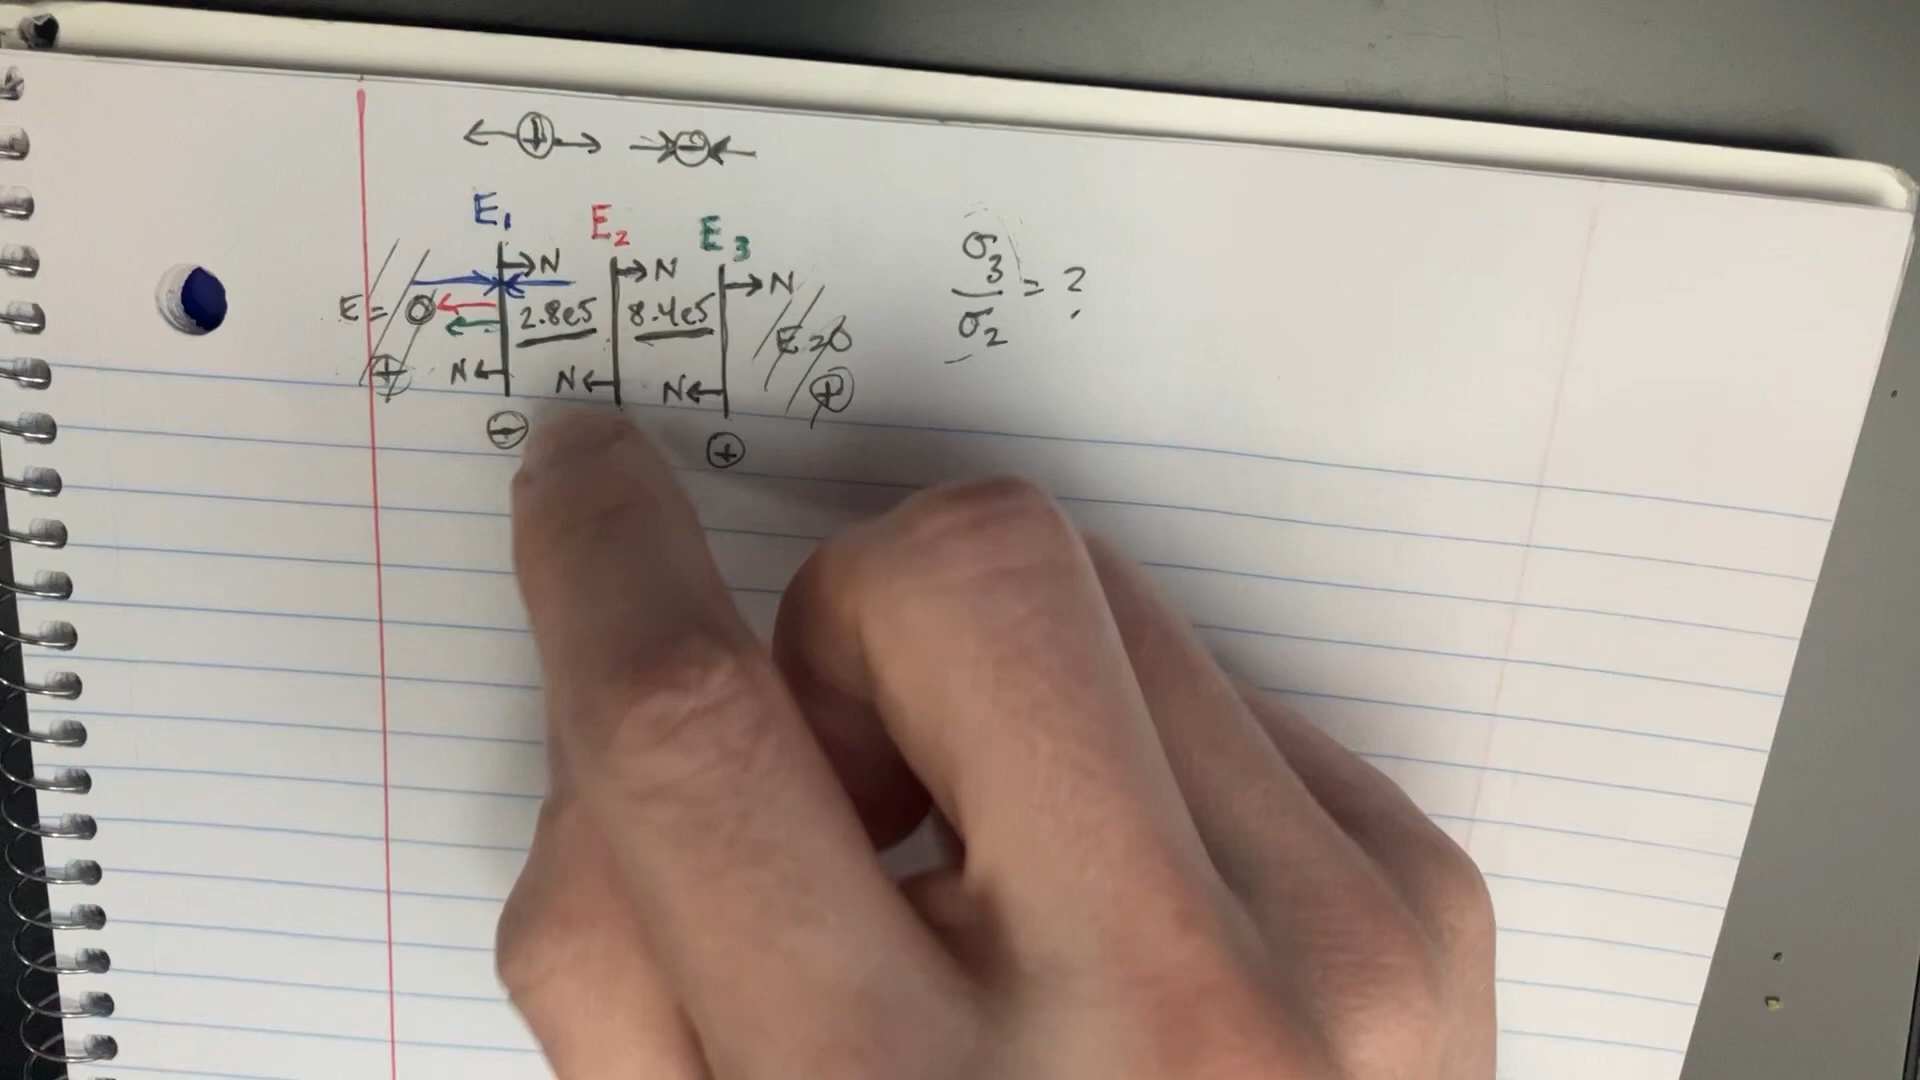 ← ⊕ → → ⊖ ←
E₁ E₂ E₃
→N →N →N
E = 0 2.8e5 8.4e5 E=0
⊕ N← N← N← ⊕
⊖ ⊕
σ₃/σ₂ = ?